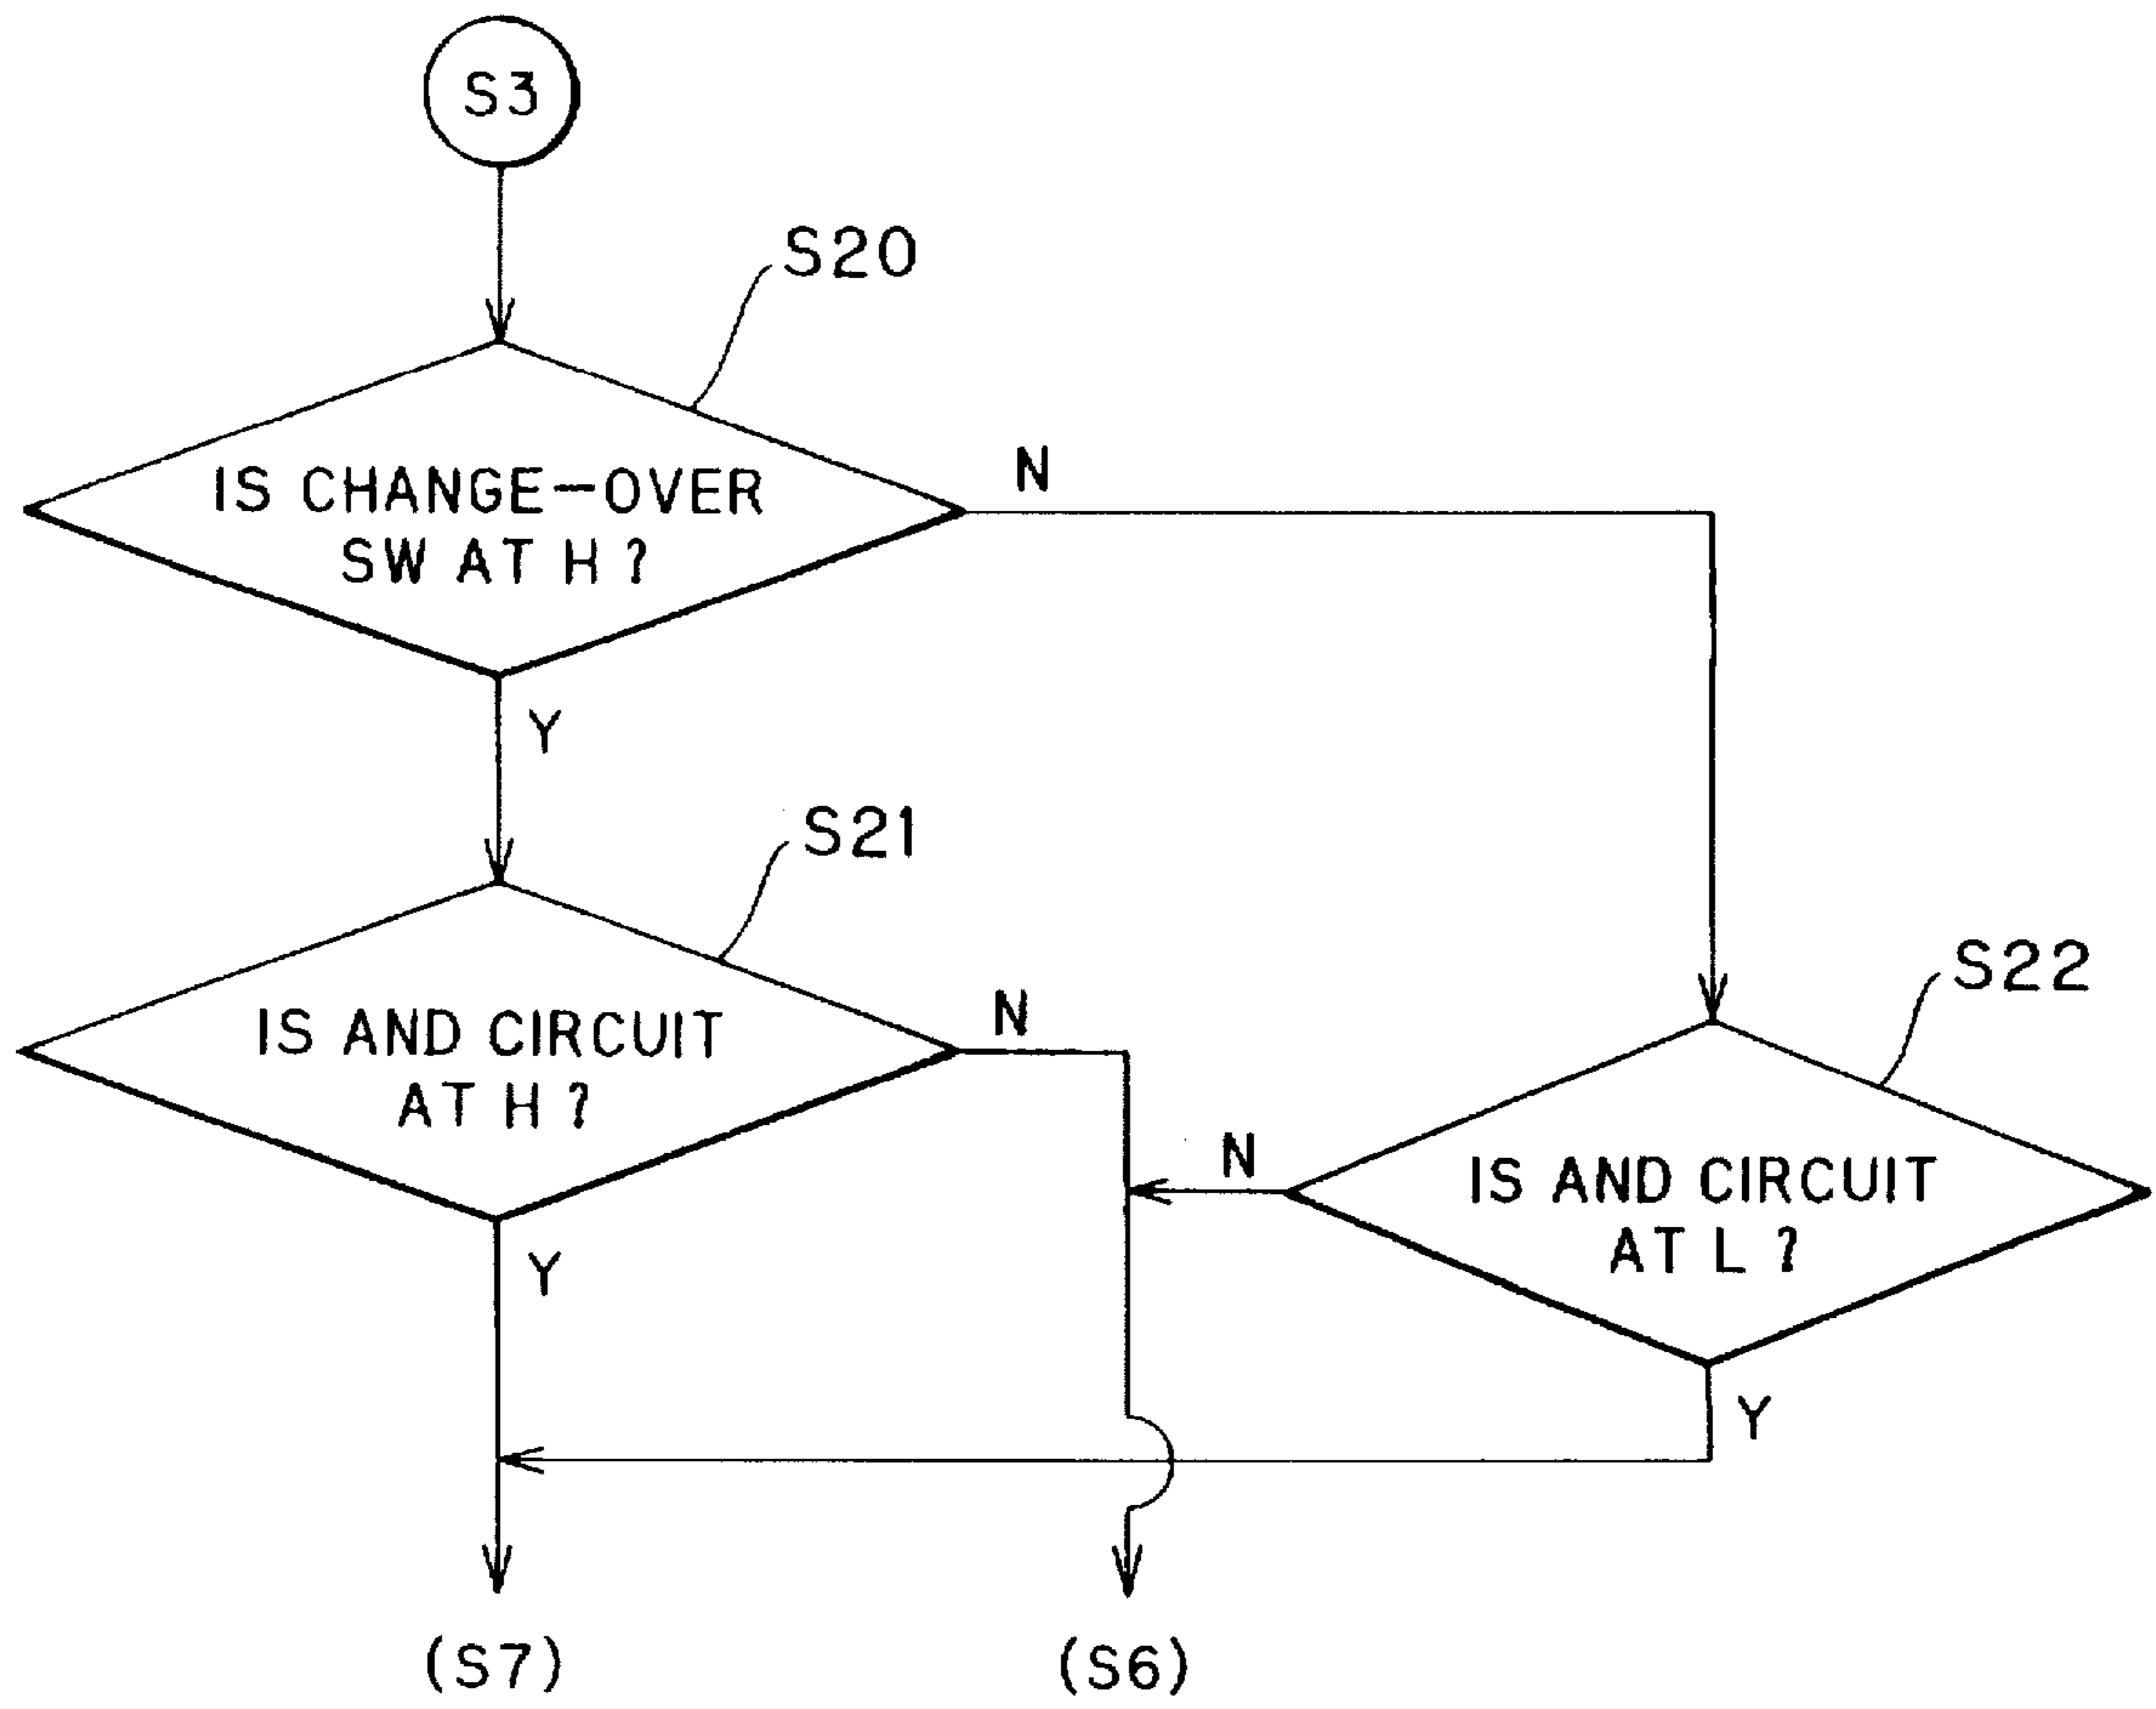 S3
S20
IS CHANGE-OVER
SW AT H ?
N
Y
S21
IS AND CIRCUIT
AT H ?
N
Y
S22
IS AND CIRCUIT
AT L ?
N
Y
(S7)
(S6)